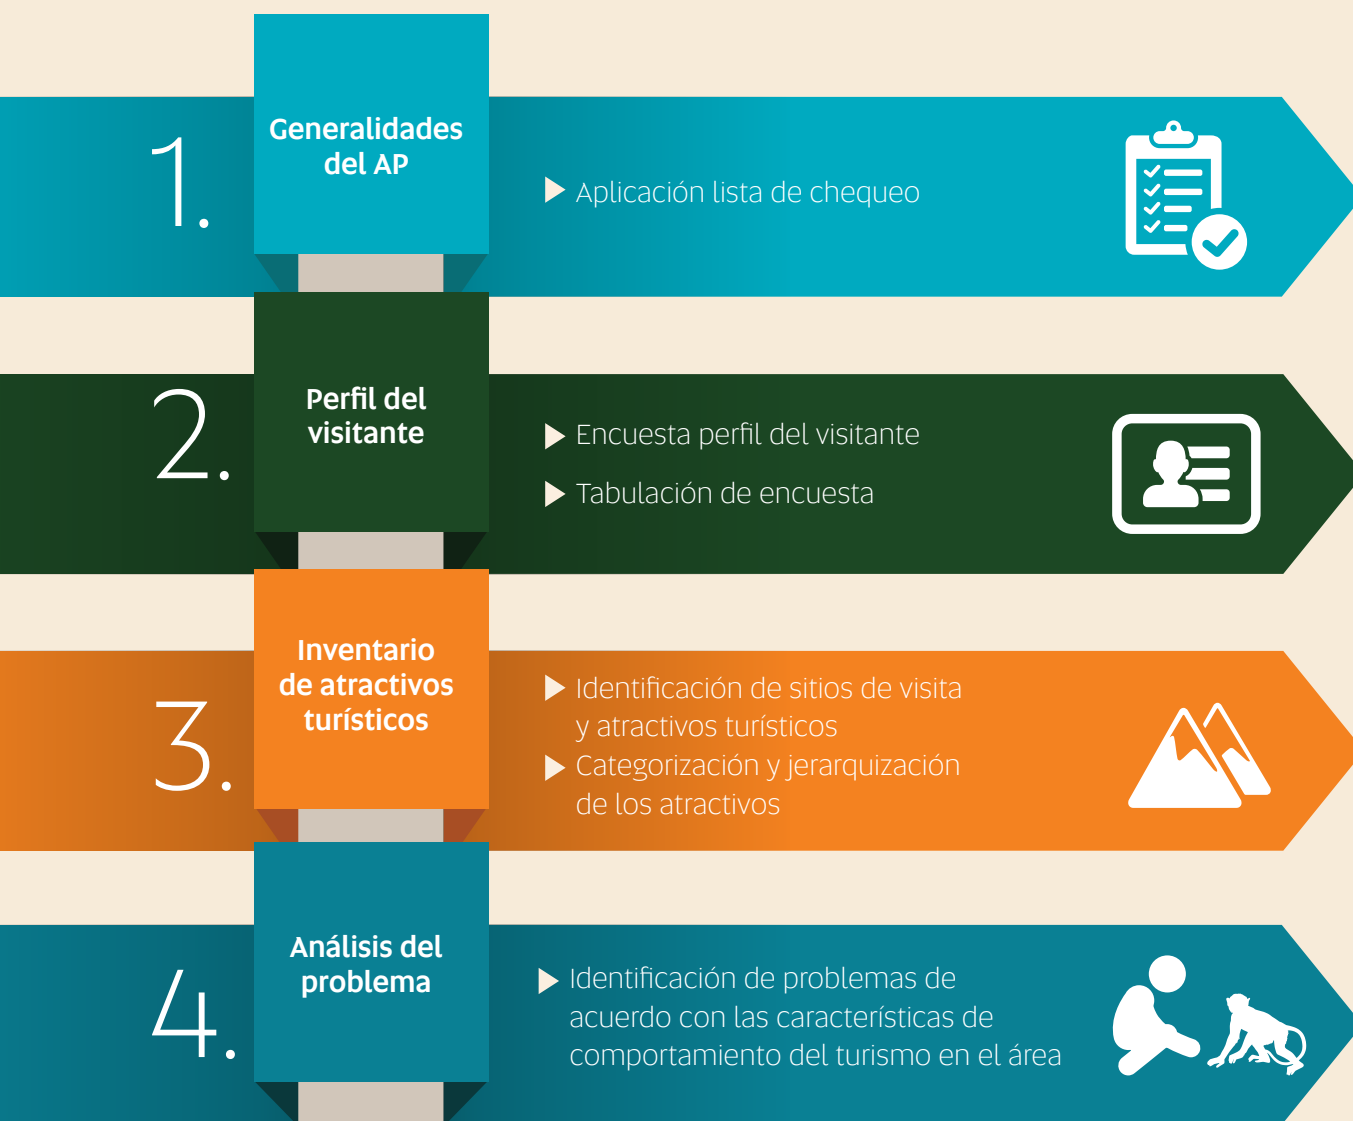 1.
Generalidades
del AP
Aplicación lista de chequeo
2.
Perfil del
visitante
Encuesta perfil del visitante
Tabulación de encuesta
3.
Inventario
de atractivos
turísticos
Identificación de sitios de visita
y atractivos turísticos
Categorización y jerarquización
de los atractivos
4.
Análisis del
problema
Identificación de problemas de
acuerdo con las características de
comportamiento del turismo en el área